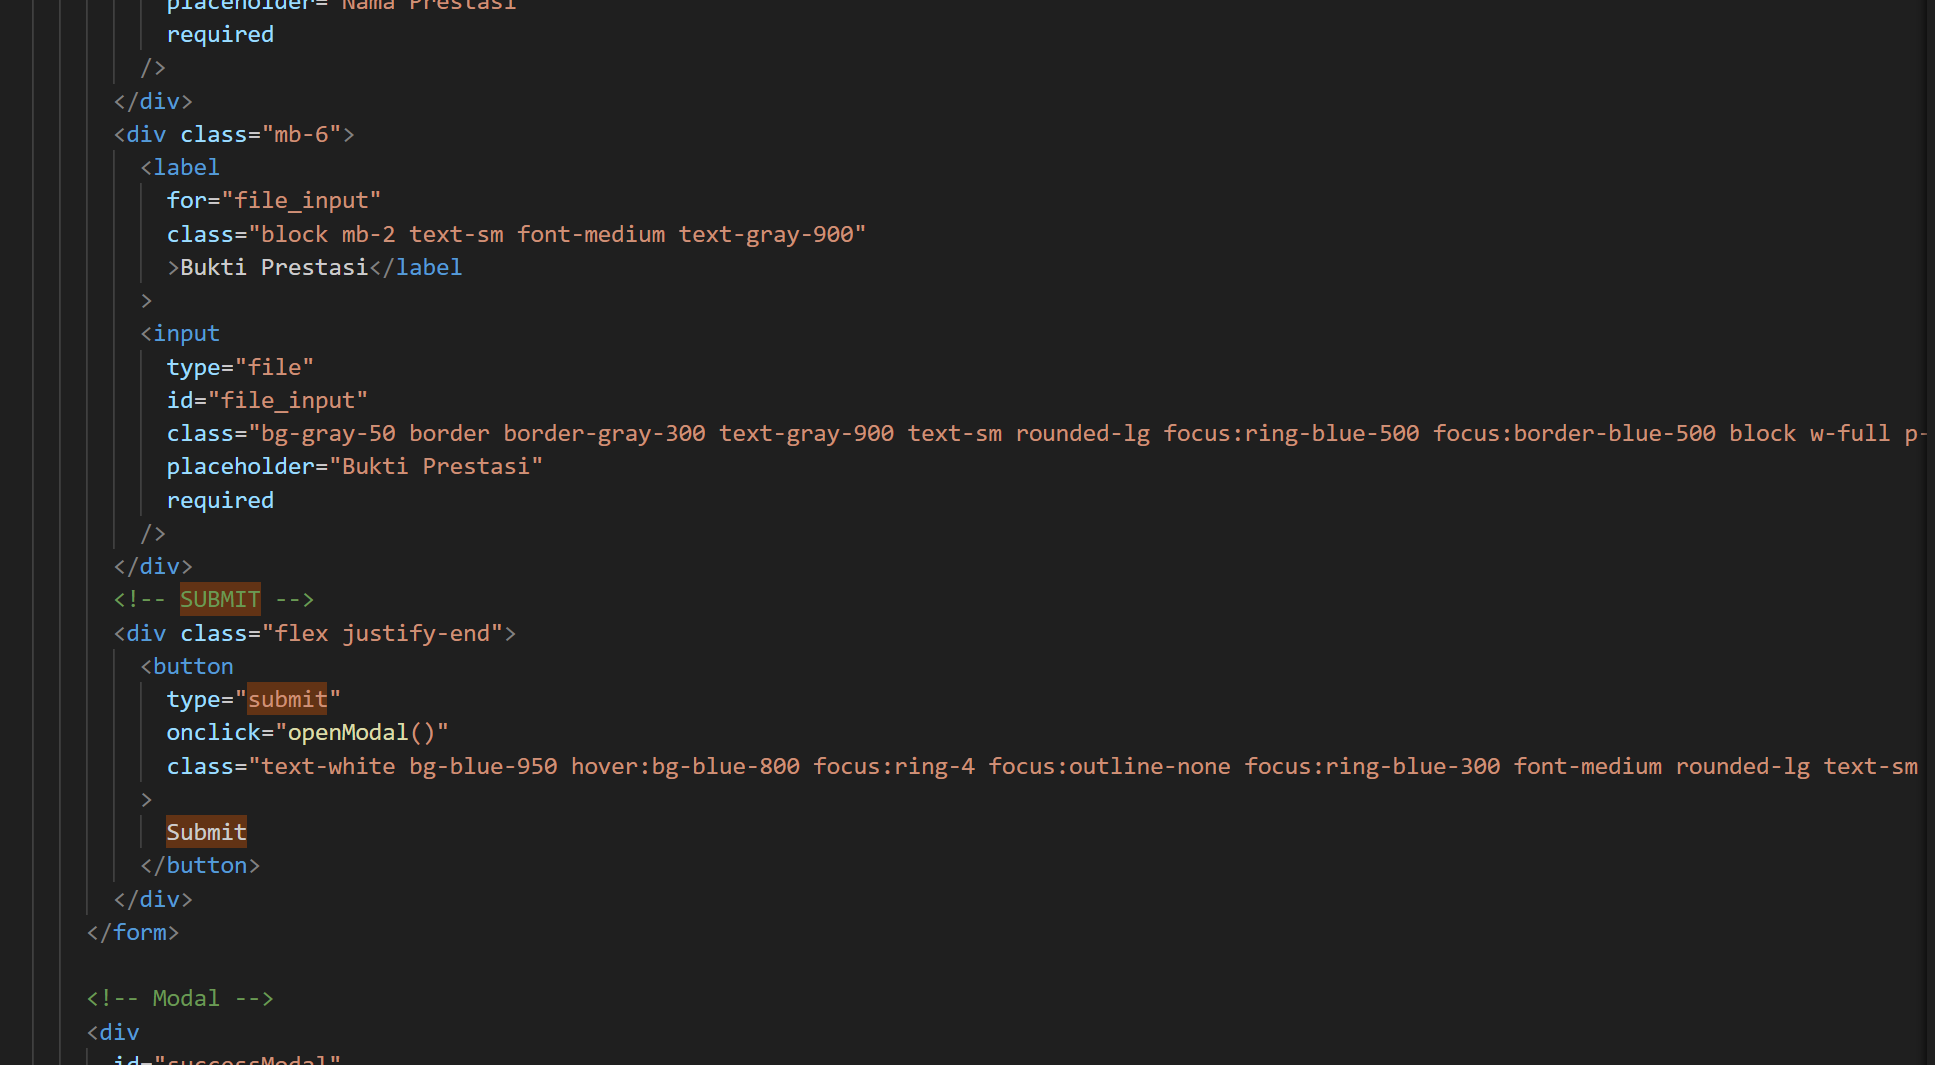 placeholder="Nama Prestasi"
required
/>
</div>
<div class="mb-6">
<label
for="file_input"
class="block mb-2 text-sm font-medium text-gray-900"
>Bukti Prestasi</label
>
<input
type="file"
id="file_input"
class="bg-gray-50 border border-gray-300 text-gray-900 text-sm rounded-lg focus:ring-blue-500 focus:border-blue-500 block w-full p-
placeholder="Bukti Prestasi"
required
/>
</div>
<!-- SUBMIT -->
<div class="flex justify-end">
<button
type="submit"
onclick="openModal()"
class="text-white bg-blue-950 hover:bg-blue-800 focus:ring-4 focus:outline-none focus:ring-blue-300 font-medium rounded-lg text-sm
>
Submit
</button>
</div>
</form>
<!-- Modal -->
<div
id="successModal"